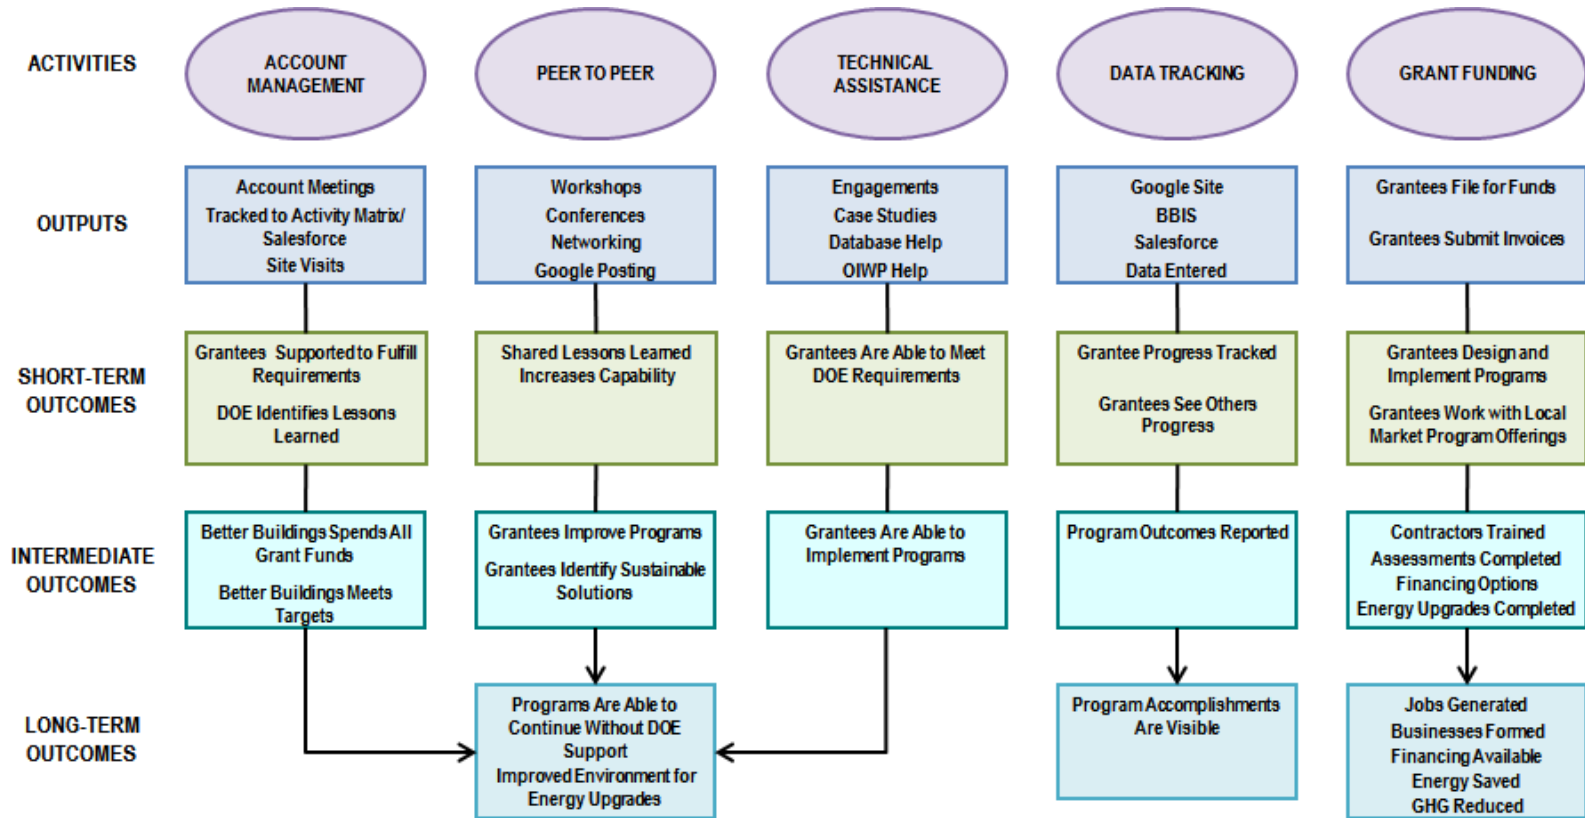 ACTIVITIES
ACCOUNT
MANAGEMENT
PEER TO PEER
TECHNICAL
ASSISTANCE
DATA TRACKING
GRANT FUNDING
OUTPUTS
Account Meetings
Tracked to Activity Matrix/
Salesforce
Site Visits
Workshops
Conferences
Networking
Google Posting
Engagements
Case Studies
Database Help
OIWP Help
Google Site
BBIS
Salesforce
Data Entered
Grantees File for Funds
Grantees Submit Invoices
SHORT-TERM
OUTCOMES
Grantees Supported to Fulfill
Requirements
DOE Identifies Lessons
Learned
Shared Lessons Learned
Increases Capability
Grantees Are Able to Meet
DOE Requirements
Grantee Progress Tracked
Grantees See Others
Progress
Grantees Design and
Implement Programs
Grantees Work with Local
Market Program Offerings
INTERMEDIATE
OUTCOMES
Better Buildings Spends All
Grant Funds
Better Buildings Meets
Targets
Grantees Improve Programs
Grantees Identify Sustainable
Solutions
Grantees Are Able to
Implement Programs
Program Outcomes Reported
Contractors Trained
Assessments Completed
Financing Options
Energy Upgrades Completed
LONG-TERM
OUTCOMES
Programs Are Able to
Continue Without DOE
Support
Improved Environment for
Energy Upgrades
Program Accomplishments
Are Visible
Jobs Generated
Businesses Formed
Financing Available
Energy Saved
GHG Reduced